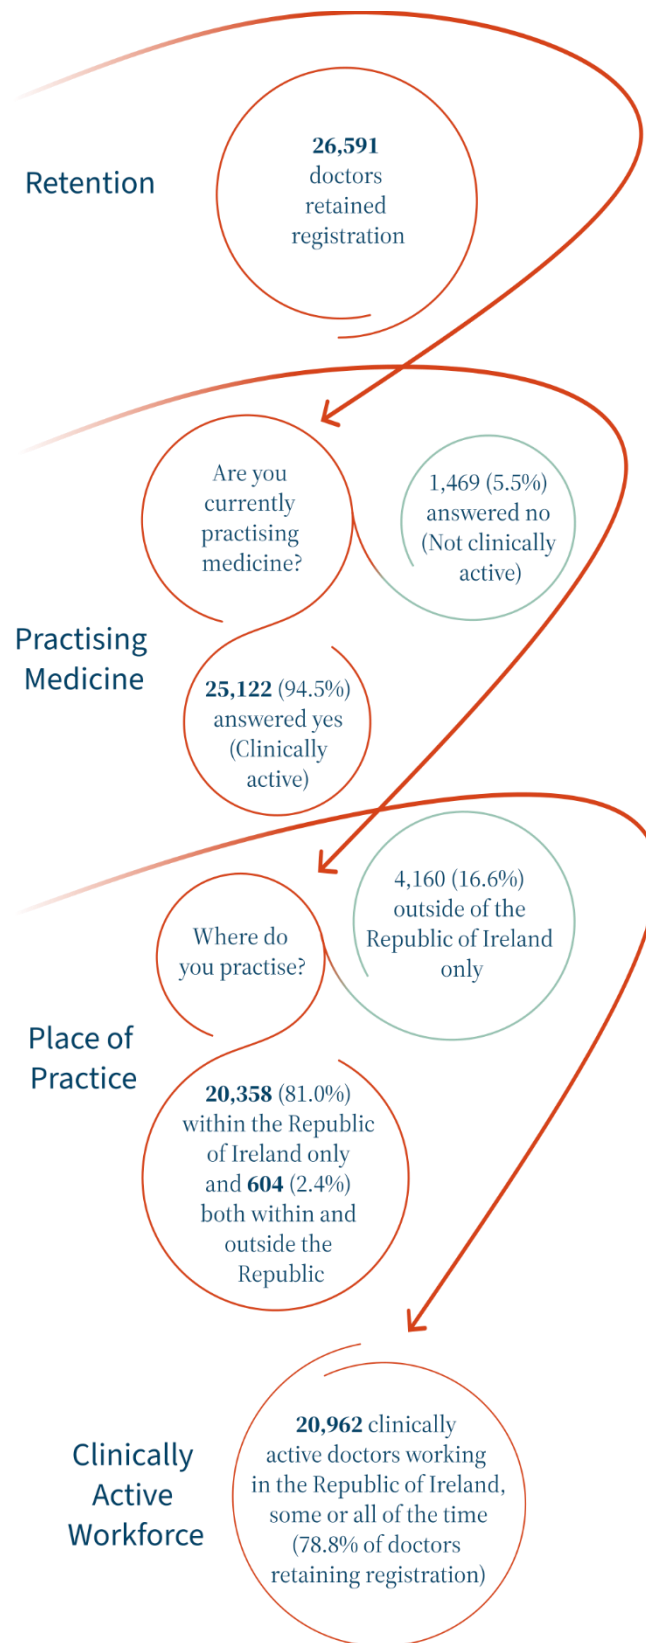 Retention
26,591
doctors
retained
registration
Are you
currently
practising
medicine?
1,469 (5.5%)
answered no
(Not clinically
active)
Practising
Medicine
25,122 (94.5%)
answered yes
(Clinically
active)
Where do
you practise?
4,160 (16.6%)
outside of the
Republic of Ireland
only
Place of
Practice
20,358 (81.0%)
within the Republic
of Ireland only
and 604 (2.4%)
both within and
outside the
Republic
Clinically
Active
Workforce
20,962 clinically
active doctors working
in the Republic of Ireland,
some or all of the time
(78.8% of doctors
retaining registration)